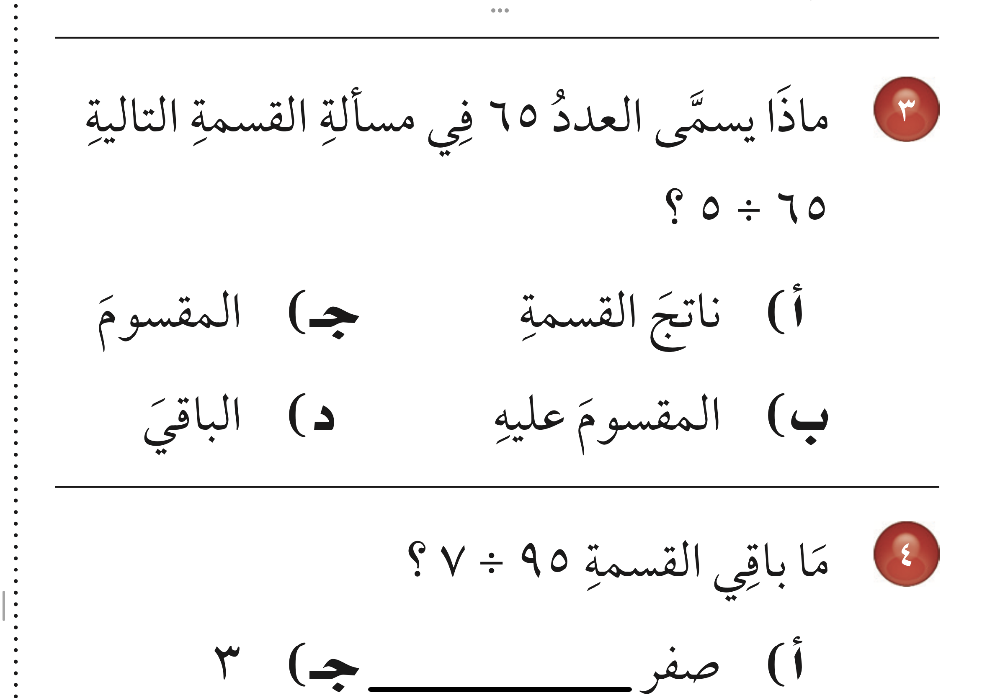 ٣ ماذَا يسمَّى العددُ ٦٥ فِي مسألةِ القسمةِ التاليةِ
٦٥ ÷ ٥ ؟
أ) ناتجَ القسمةِ جـ) المقسومَ
ب) المقسومَ عليهِ د) الباقيَ
٤ مَا باقِي القسمةِ ٩٥ ÷ ٧ ؟
أ) صفر جـ) ٣